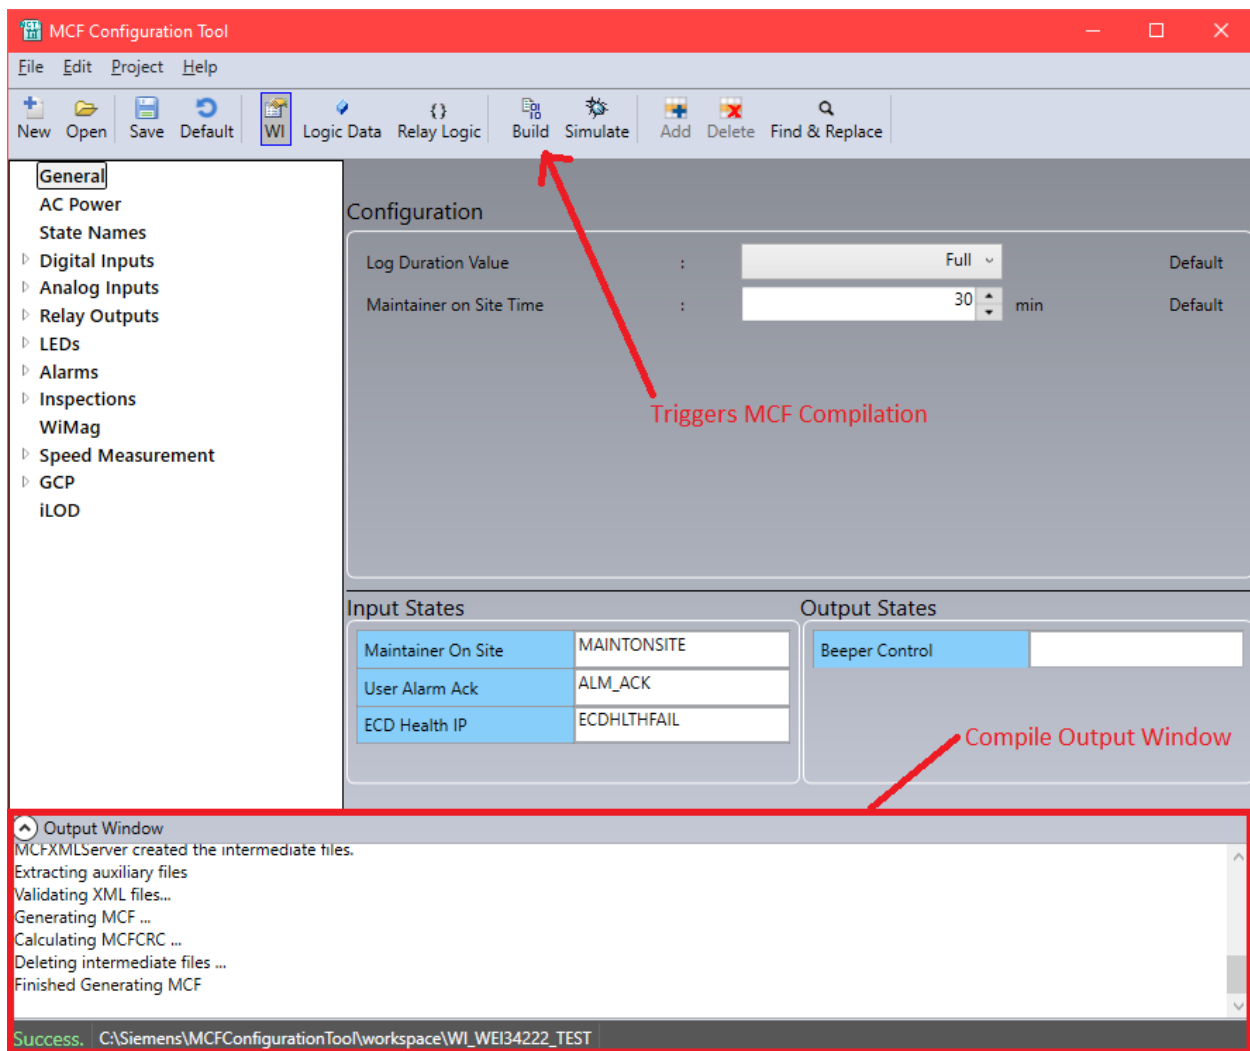 MCF Configuration Tool
File Edit Project Help
New Open Save Default WI Logic Data Relay Logic Build Simulate Add Delete Find & Replace
General
AC Power
State Names
Digital Inputs
Analog Inputs
Relay Outputs
LEDs
Alarms
Inspections
WiMag
Speed Measurement
GCP
iLOD
Configuration
Log Duration Value : Full Default
Maintainer on Site Time : 30 min Default
Triggers MCF Compilation
Input States
Maintainer On Site MAINTONSITE
User Alarm Ack ALM_ACK
ECD Health IP ECDHLTHFAIL
Output States
Beeper Control
Compile Output Window
Output Window
MCFXMLServer created the intermediate files.
Extracting auxiliary files
Validating XML files...
Generating MCF ...
Calculating MCFCRC ...
Deleting intermediate files ...
Finished Generating MCF
Success. C:\Siemens\MCFConfigurationTool\workspace\WI_WEI34222_TEST